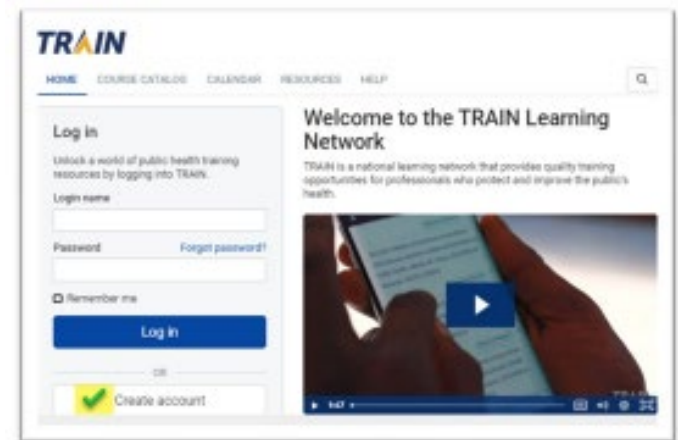 TRAIN
HOME COURSE CATALOG CALENDAR RESOURCES HELP
Log in
Unlock a world of public health training
resources by logging into TRAIN.
Login name
Password Forgot password?
Remember me
Log in
OR
Create account
Welcome to the TRAIN Learning
Network
TRAIN is a national learning network that provides quality training
opportunities for professionals who protect and improve the public's
health.
TRAIN